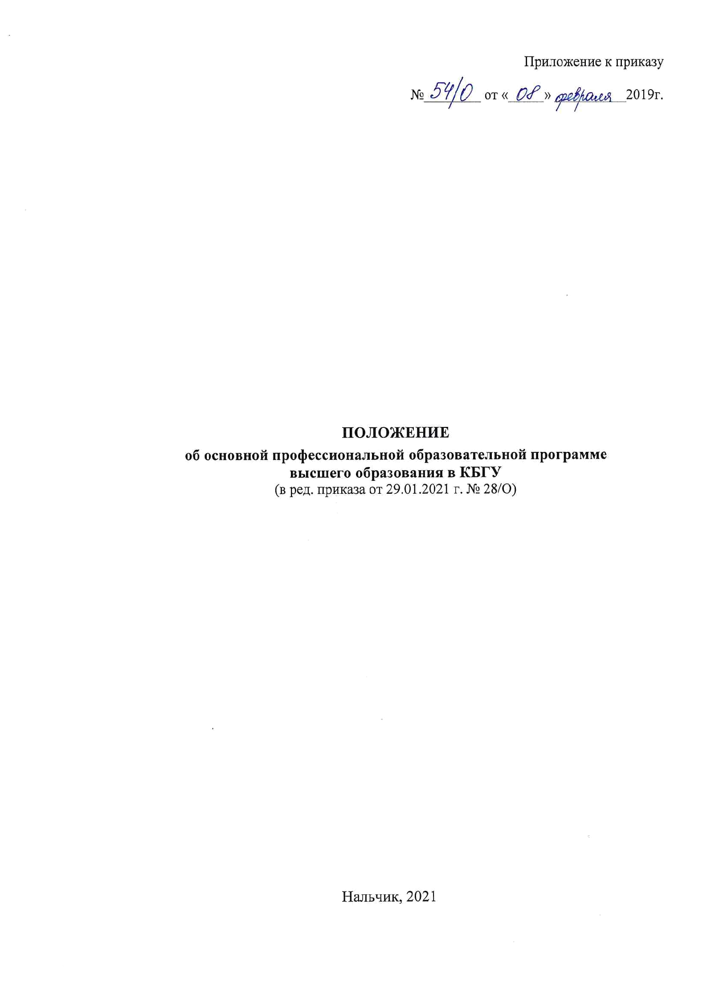 Приложение к приказу
№ 54/О от « 08 » февраля 2019г.
ПОЛОЖЕНИЕ
об основной профессиональной образовательной программе
высшего образования в КБГУ
(в ред. приказа от 29.01.2021 г. № 28/О)
Нальчик, 2021